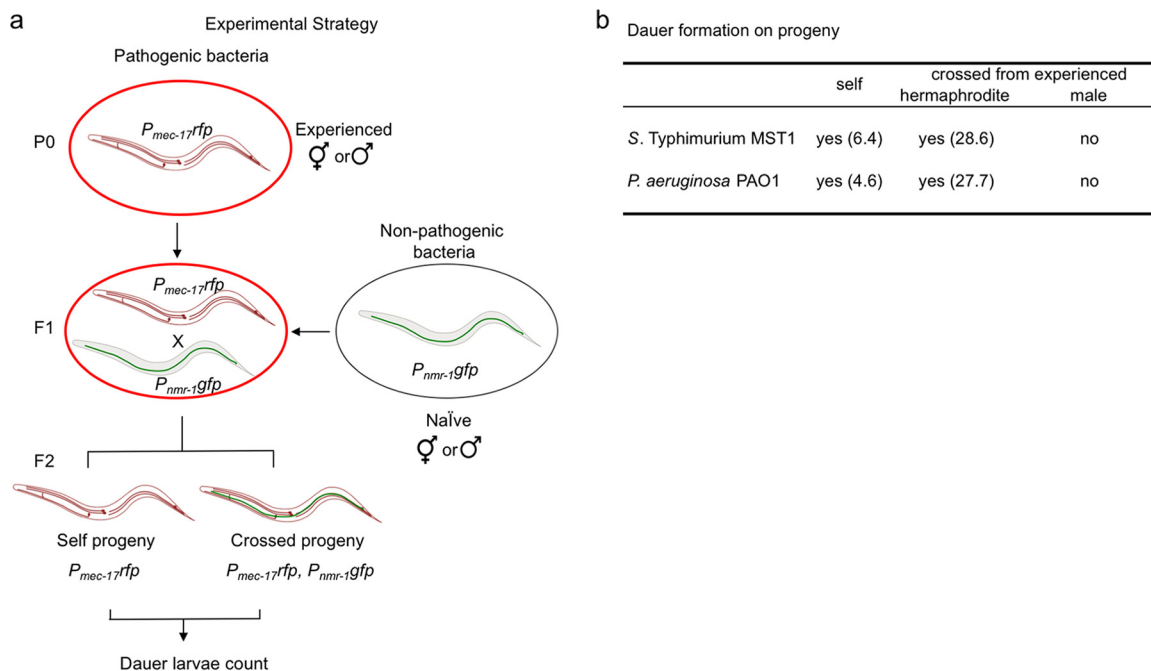 a
Experimental Strategy
Pathogenic bacteria
P0
Pmec-17rfp
Experienced
⚥ or ♂
Non-pathogenic
bacteria
F1
Pmec-17rfp
X
Pnmr-1gfp
Pnmr-1gfp
NaÏve
⚥ or ♂
F2
Self progeny
Crossed progeny
Pmec-17rfp
Pmec-17rfp, Pnmr-1gfp
Dauer larvae count
b
Dauer formation on progeny
self
crossed from experienced
hermaphrodite male
S. Typhimurium MST1 yes (6.4) yes (28.6) no
P. aeruginosa PAO1 yes (4.6) yes (27.7) no